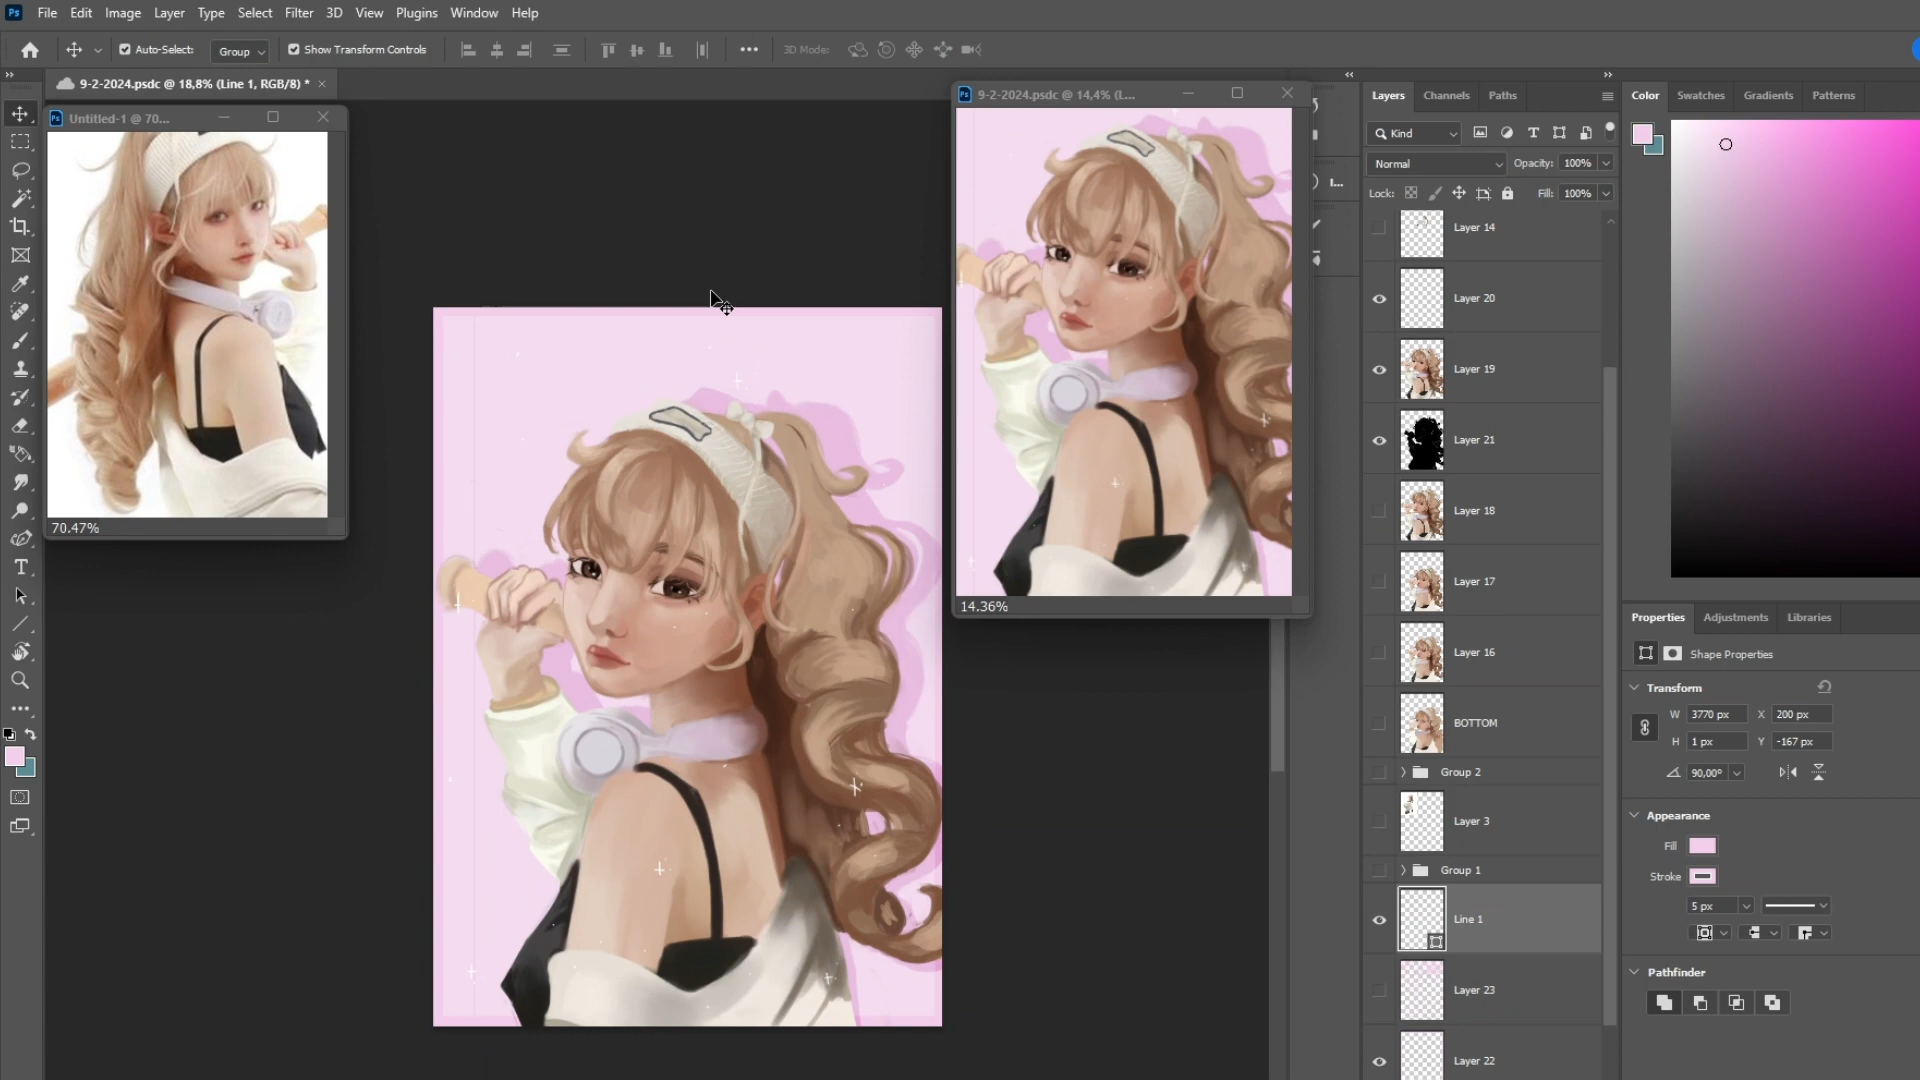 Ps File Edit Image Layer Type Select Filter 3D View Plugins Window Help
Auto-Select: Group Show Transform Controls 3D Mode:
9-2-2024.psdc @ 18,8% (Line 1, RGB/8) *
Untitled-1 @ 70...
70.47%
9-2-2024.psdc @ 14,4% (L...
14.36%
Layers Channels Paths
Kind
Normal Opacity: 100%
Lock: Fill: 100%
Layer 14
Layer 20
Layer 19
Layer 21
Layer 18
Layer 17
Layer 16
BOTTOM
Group 2
Layer 3
Group 1
Line 1
Layer 23
Layer 22
Color Swatches Gradients Patterns
Properties Adjustments Libraries
Shape Properties
Transform
W 3770 px X 200 px
H 1 px Y -167 px
90,00°
Appearance
Fill
Stroke
5 px
Pathfinder